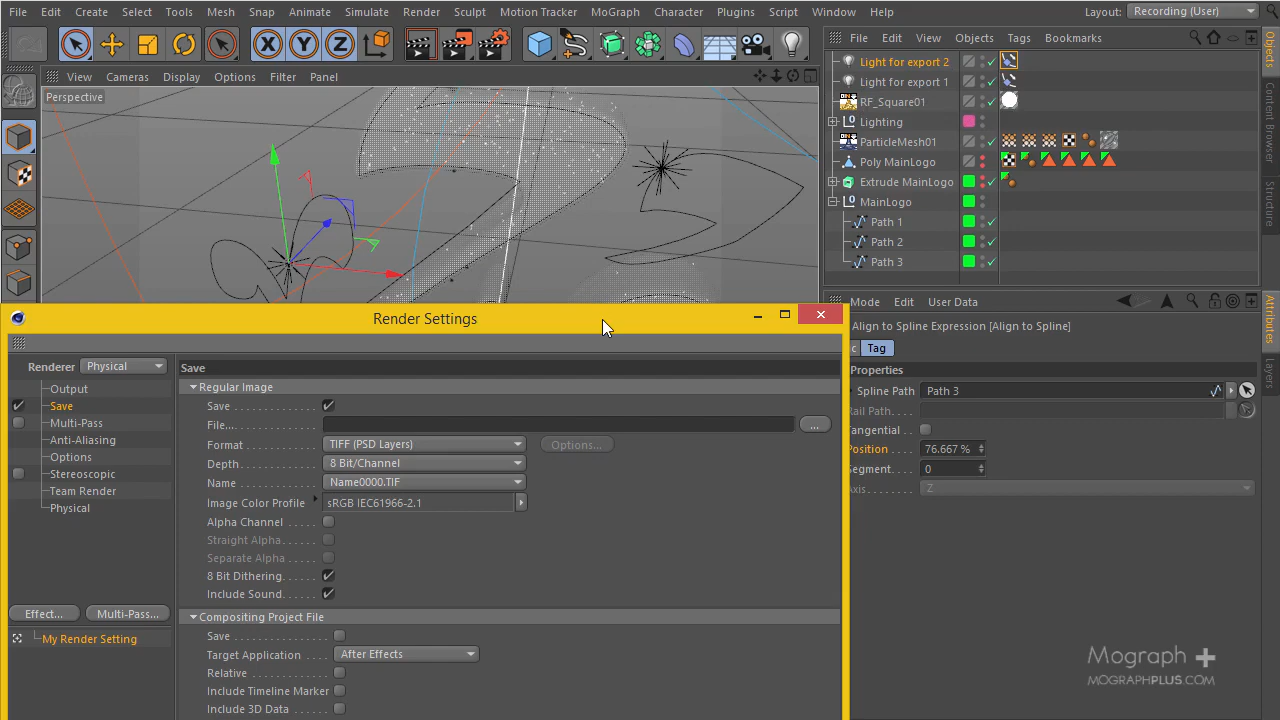 File Edit Create Select Tools Mesh Snap Animate Simulate Render Sculpt Motion Tracker MoGraph Character Plugins Script Window Help Layout: Recording (User)
X Y Z
File Edit View Objects Tags Bookmarks
View Cameras Display Options Filter Panel
Perspective
Light for export 2
Light for export 1
RF_Square01
Lighting
ParticleMesh01
Poly MainLogo
Extrude MainLogo
MainLogo
Path 1
Path 2
Path 3
Objects
Content Browser
Structure
Mode Edit User Data
Attributes
Layers
Align to Spline Expression [Align to Spline]
c Tag
Properties
Spline Path Path 3
Rail Path
Tangential
Position 76.667 %
Segment 0
Axis Z
Render Settings
Renderer Physical
Output
Save
Multi-Pass
Anti-Aliasing
Options
Stereoscopic
Team Render
Physical
Effect... Multi-Pass...
My Render Setting
Save
Regular Image
Save
File... ...
Format TIFF (PSD Layers) Options...
Depth 8 Bit/Channel
Name Name0000.TIF
Image Color Profile sRGB IEC61966-2.1
Alpha Channel
Straight Alpha
Separate Alpha
8 Bit Dithering
Include Sound
Compositing Project File
Save
Target Application After Effects
Relative
Include Timeline Marker
Include 3D Data
Mograph +
MOGRAPHPLUS.COM